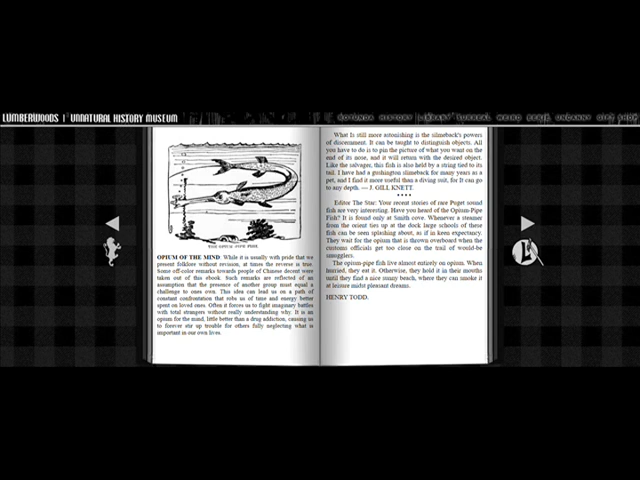 LUMBERWOODS | UNNATURAL HISTORY MUSEUM
ROTUNDA HISTORY LIBRARY SURREAL WEIRD EERIE UNCANNY GIFT SHOP
THE OPIUM PIPE FISH
OPIUM OF THE MIND: While it is usually with pride that we
present folklore without revision, at times the reverse is true.
Some off-color remarks towards people of Chinese decent were
taken out of this ebook. Such remarks are reflected of an
assumption that the presence of another group must equal a
challenge to ones own. This idea can lead us on a path of
constant confrontation that robs us of time and energy better
spent on loved ones. Often it forces us to fight imaginary battles
with total strangers without really understanding why. It is an
opium for the mind, little better than a drug addiction, causing us
to forever stir up trouble for others fully neglecting what is
important in our own lives.
What Is still more astonishing is the slimeback's powers
of discernment. It can be taught to distinguish objects. All
you have to do is to pin the picture of what you want on the
end of its nose, and it will return with the desired object.
Like the salvager, this fish is also held by a string tied to its
tail. I have had a goshington slimeback for many years as a
pet, and I find it more useful than a diving suit, for It can go
to any depth. — J. GILL KNETT.
* * * *
Editor The Star: Your recent stories of race Puget sound
fish are very interesting. Have you heard of the Opium-Pipe
Fish? It is found only at Smith cove. Whenever a steamer
from the orient ties up at the dock large schools of these
fish can be seen splashing about, as if in keen expectancy.
They wait for the opium that is thrown overboard when the
customs officials get too close on the trail of would-be
smugglers.
The opium-pipe fish live almost entirely on opium. When
hurried, they eat it. Otherwise, they hold it in their mouths
until they find a nice sunny beach, where they can smoke it
at leisure midst pleasant dreams.
HENRY TODD.